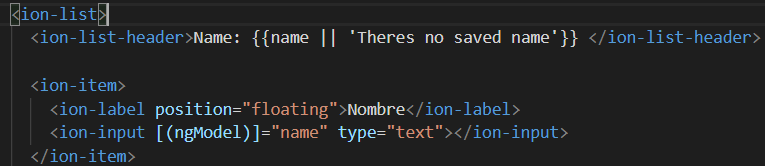 <ion-list>
<ion-list-header>Name: {{name || 'Theres no saved name'}} </ion-list-header>
<ion-item>
<ion-label position="floating">Nombre</ion-label>
<ion-input [(ngModel)]="name" type="text"></ion-input>
</ion-item>